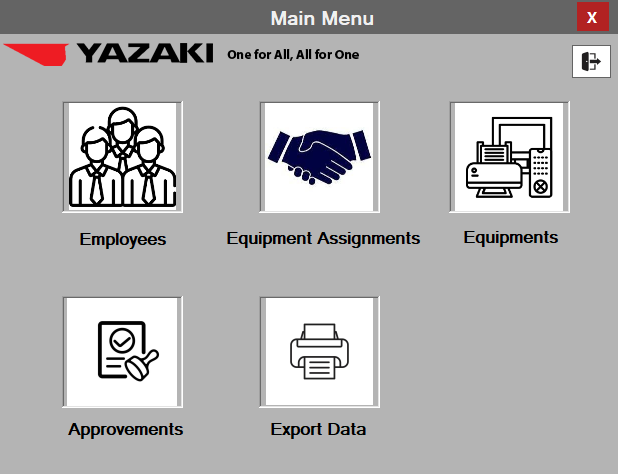 Main Menu
X
YAZAKI One for All, All for One
Employees
Equipment Assignments
Equipments
Approvements
Export Data